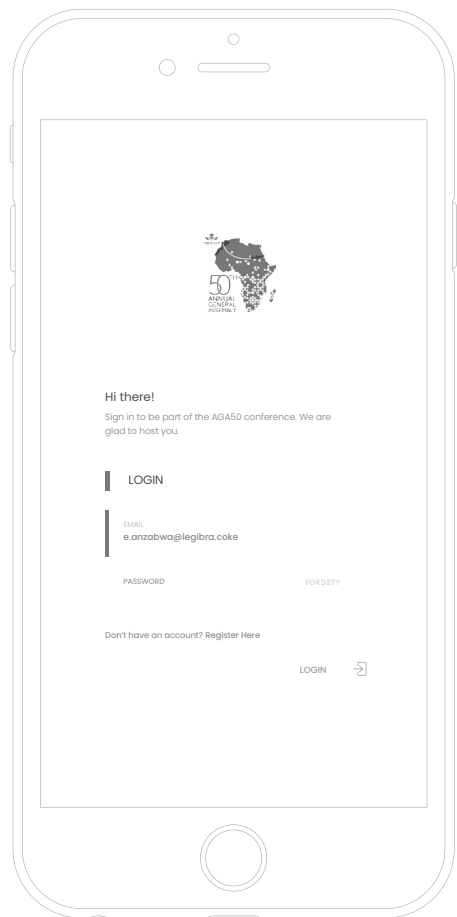 50TH
ANNUAL
GENERAL
ASSEMBLY
Hi there!
Sign in to be part of the AGA50 conference. We are
glad to host you.
LOGIN
EMAIL
e.anzabwa@legibra.coke
PASSWORD FORGET?
Don't have an account? Register Here
LOGIN